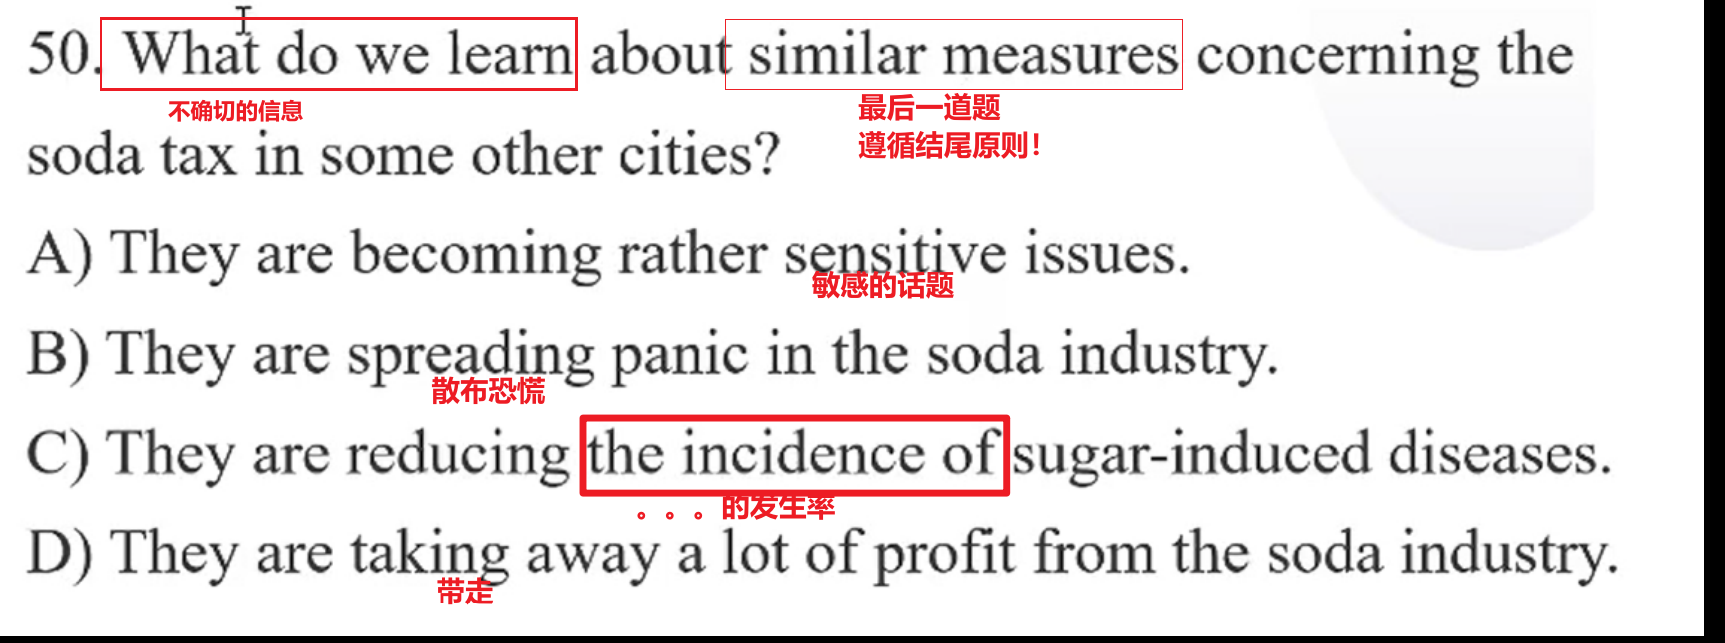 50. What do we learn about similar measures concerning the
不确切的信息
最后一道题
soda tax in some other cities?
遵循结尾原则!
A) They are becoming rather sensitive issues.
敏感的话题
B) They are spreading panic in the soda industry.
散布恐慌
C) They are reducing the incidence of sugar-induced diseases.
。。。的发生率
D) They are taking away a lot of profit from the soda industry.
带走